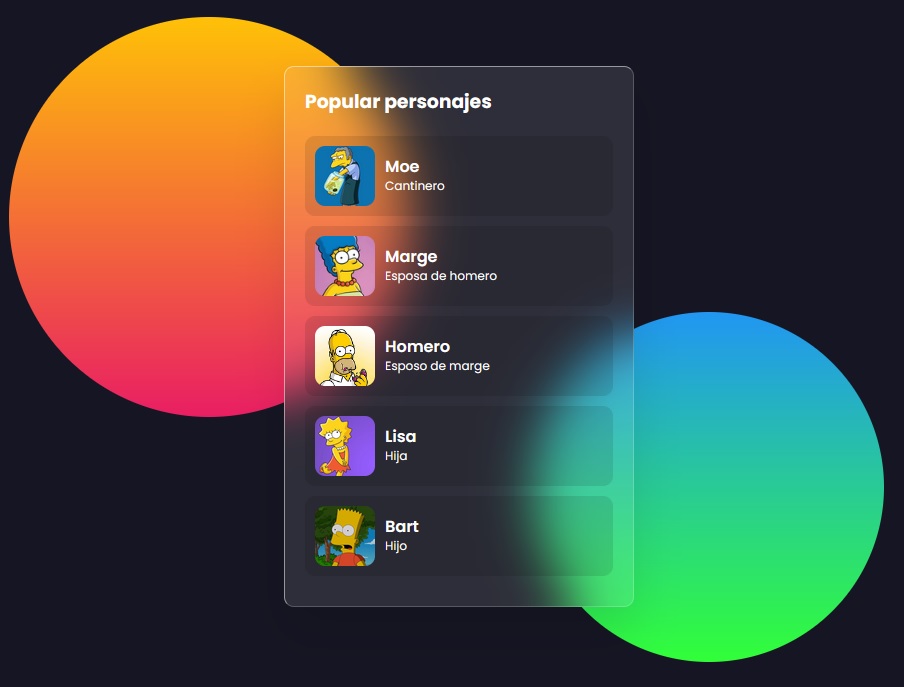 Popular personajes
Moe
Cantinero
Marge
Esposa de homero
Homero
Esposo de marge
Lisa
Hija
Bart
Hijo